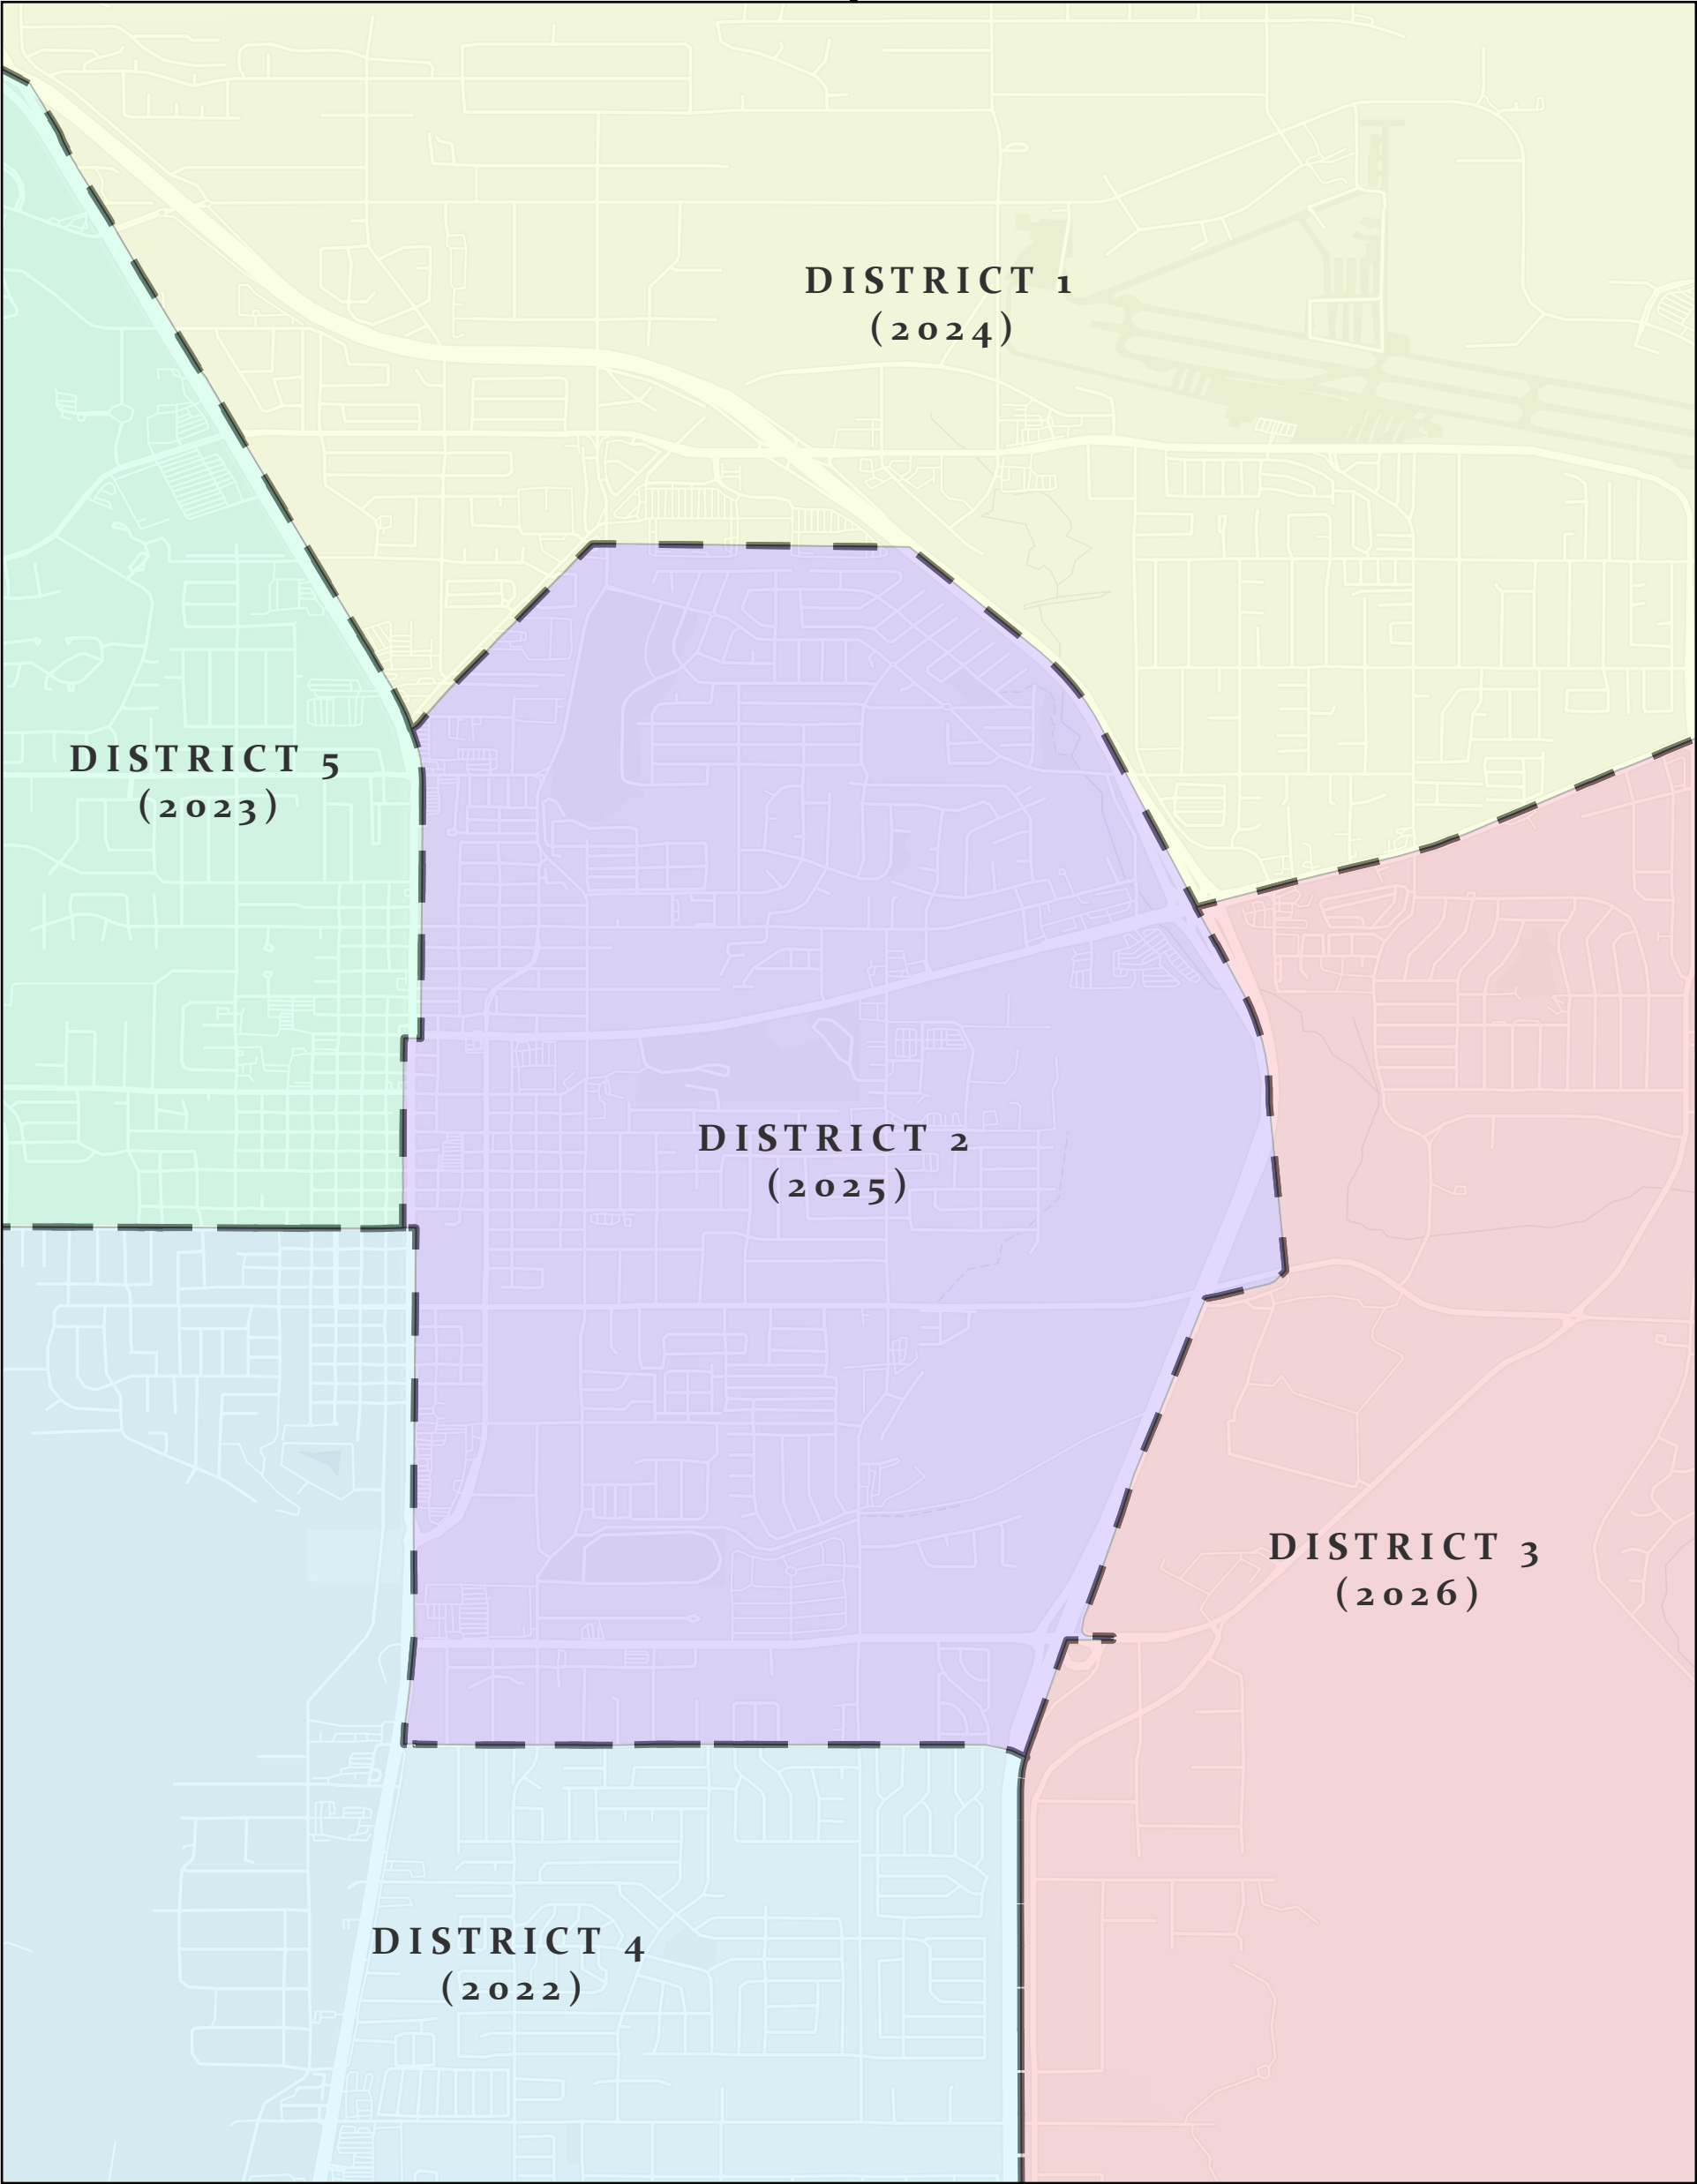 DISTRICT 1
(2024)
DISTRICT 5
(2023)
DISTRICT 2
(2025)
DISTRICT 3
(2026)
DISTRICT 4
(2022)